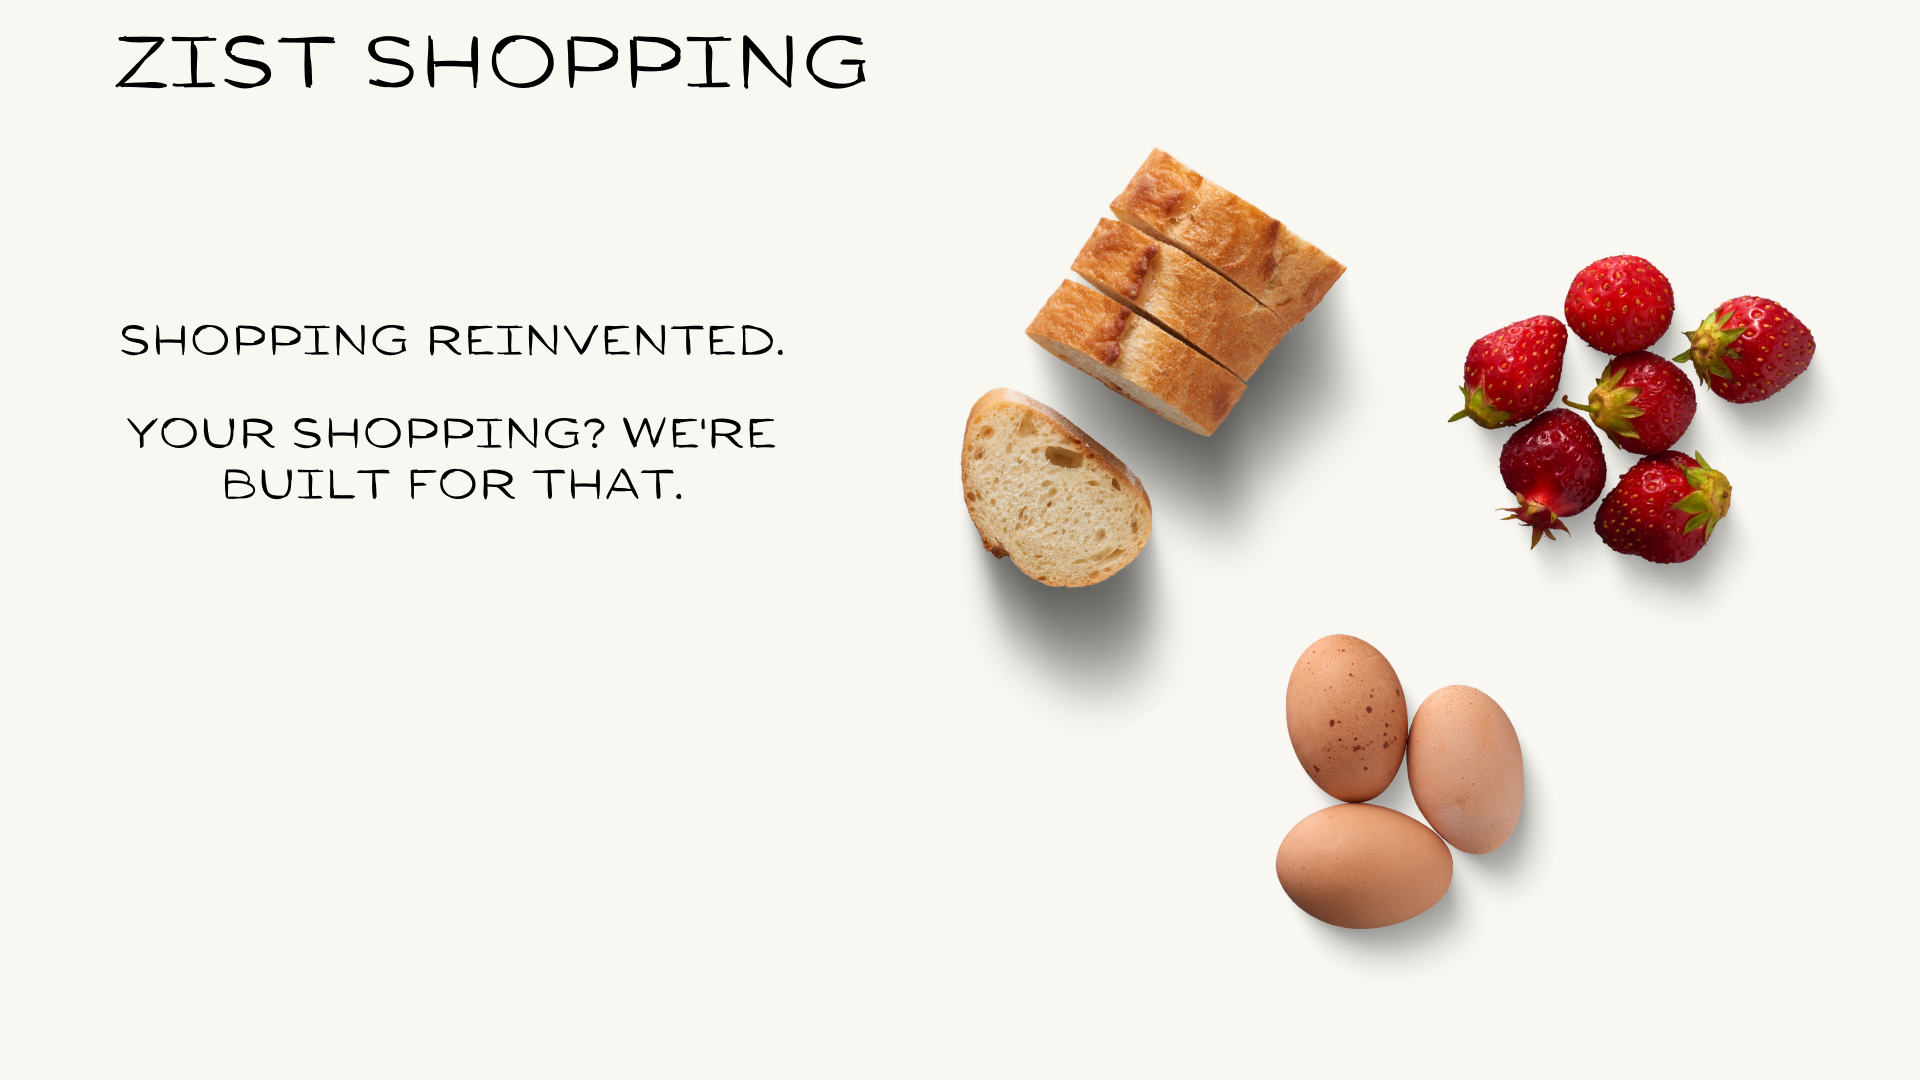 ZIST SHOPPING
SHOPPING REINVENTED.
YOUR SHOPPING? WE'RE
BUILT FOR THAT.